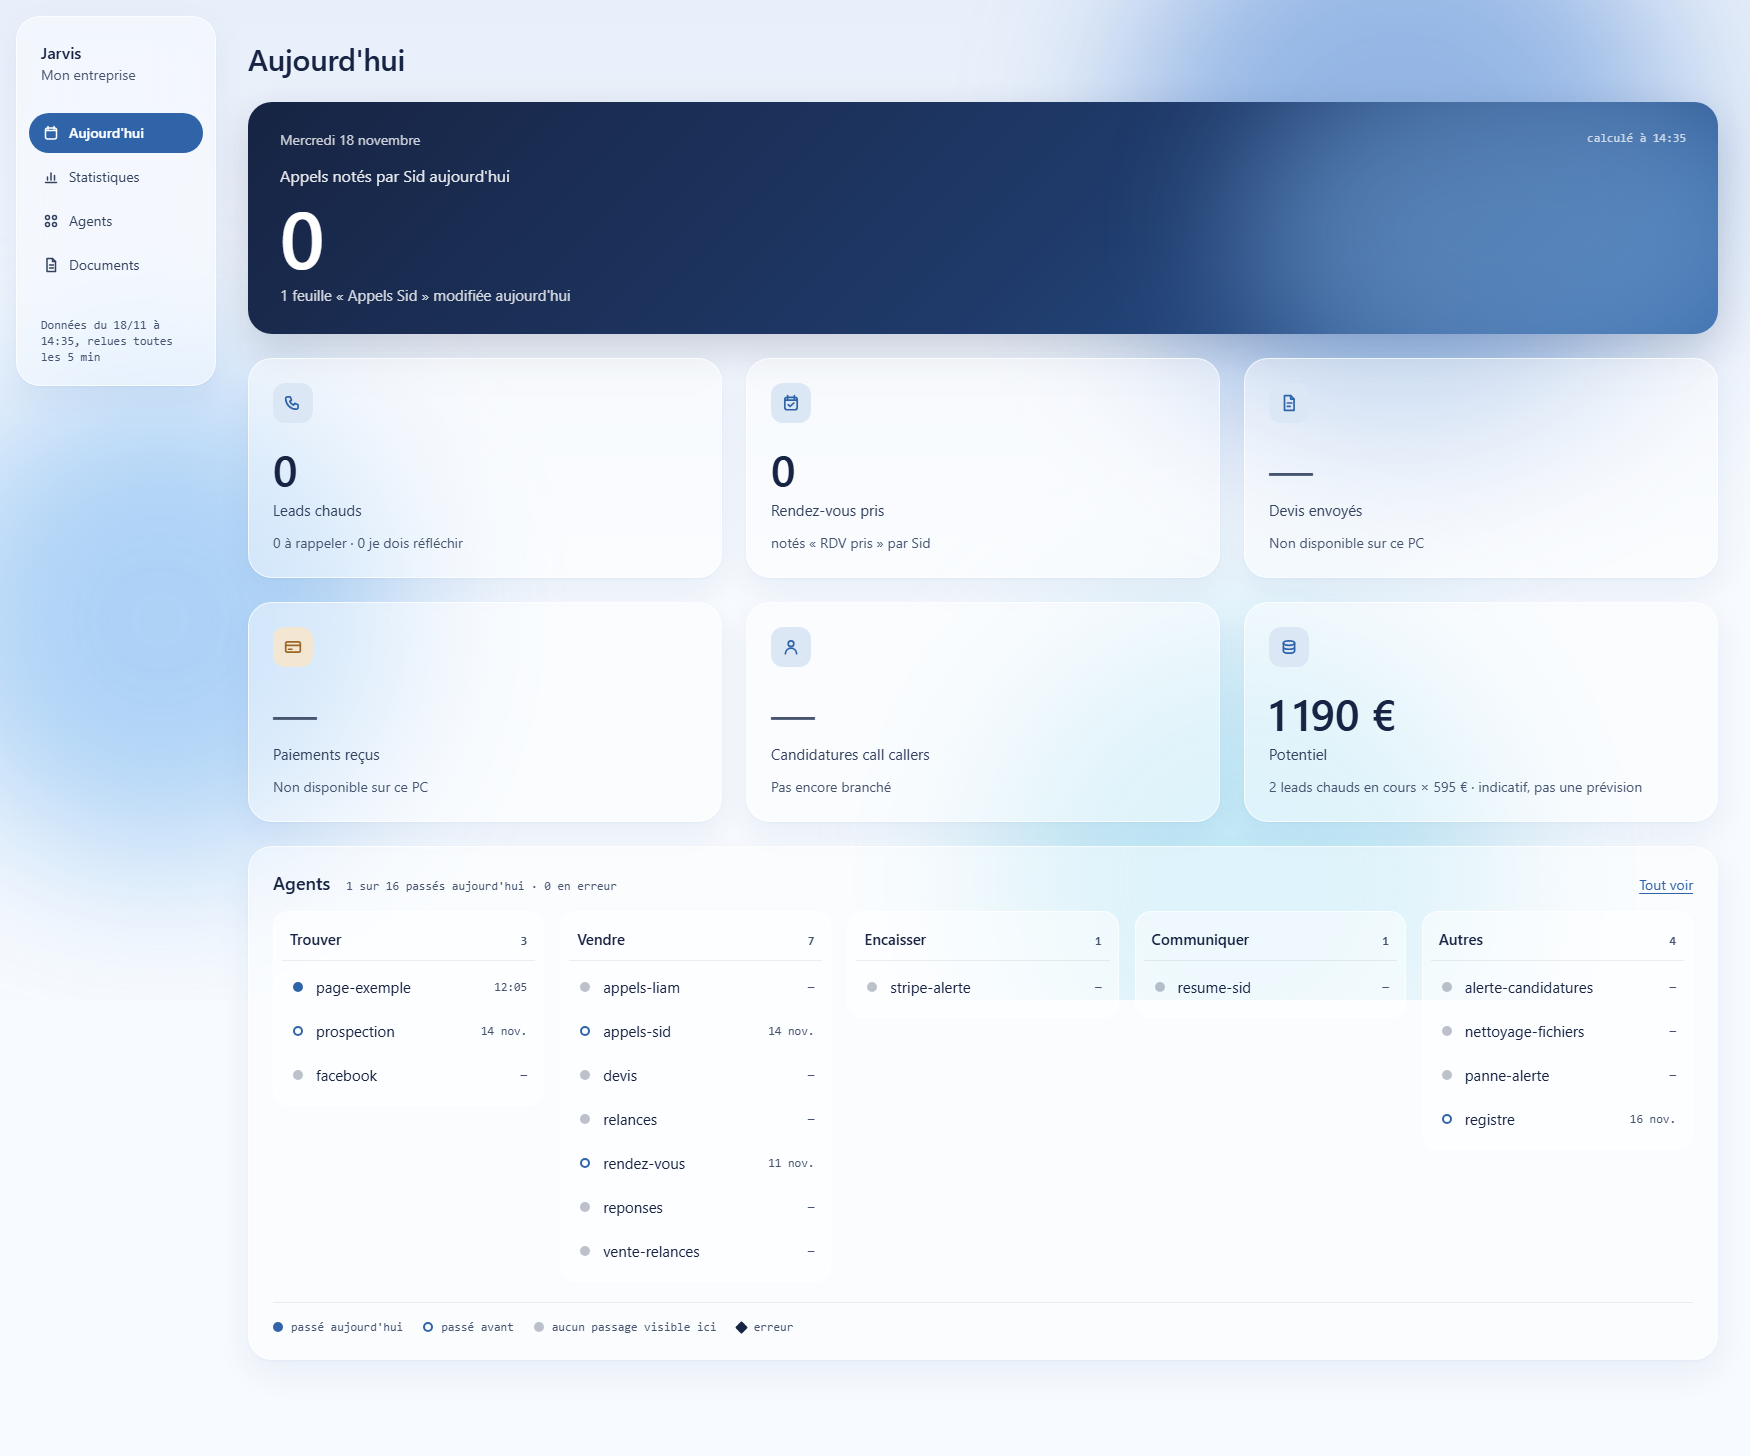 Jarvis
Mon entreprise
Aujourd'hui
Statistiques
Agents
Documents
Données du 18/11 à
14:35, relues toutes
les 5 min
Aujourd'hui
Mercredi 18 novembre
calculé à 14:35
Appels notés par Sid aujourd'hui
0
1 feuille « Appels Sid » modifiée aujourd'hui
0
Leads chauds
0 à rappeler · 0 je dois réfléchir
0
Rendez-vous pris
notés « RDV pris » par Sid
—
Devis envoyés
Non disponible sur ce PC
—
Paiements reçus
Non disponible sur ce PC
—
Candidatures call callers
Pas encore branché
1 190 €
Potentiel
2 leads chauds en cours × 595 € · indicatif, pas une prévision
Agents 1 sur 16 passés aujourd'hui · 0 en erreur
Tout voir
Trouver 3
page-exemple 12:05
prospection 14 nov.
facebook –
Vendre 7
appels-liam –
appels-sid 14 nov.
devis –
relances –
rendez-vous 11 nov.
reponses –
vente-relances –
Encaisser 1
stripe-alerte –
Communiquer 1
resume-sid –
Autres 4
alerte-candidatures –
nettoyage-fichiers –
panne-alerte –
registre 16 nov.
passé aujourd'hui passé avant aucun passage visible ici erreur